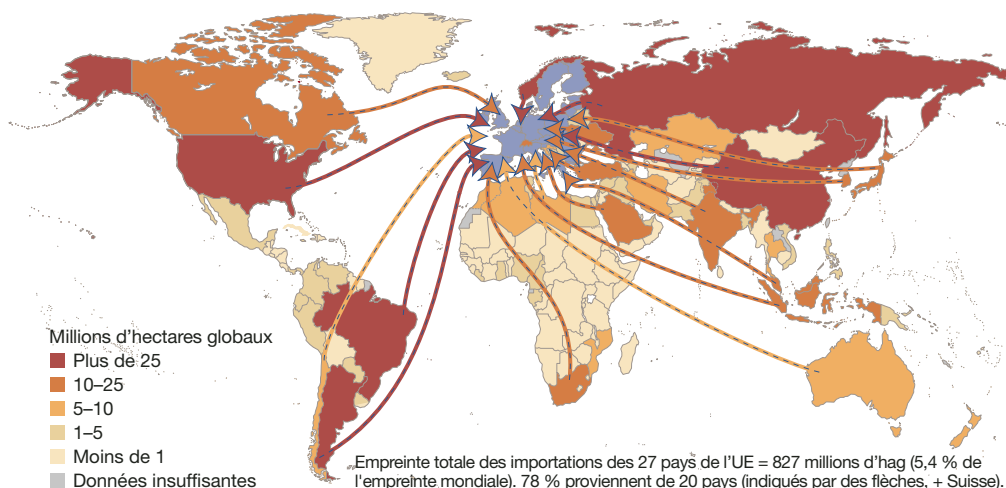 Millions d'hectares globaux
Plus de 25
10–25
5–10
1–5
Moins de 1
Données insuffisantes
Empreinte totale des importations des 27 pays de l'UE = 827 millions d'hag (5,4 % de
l'empreinte mondiale). 78 % proviennent de 20 pays (indiqués par des flèches, + Suisse).